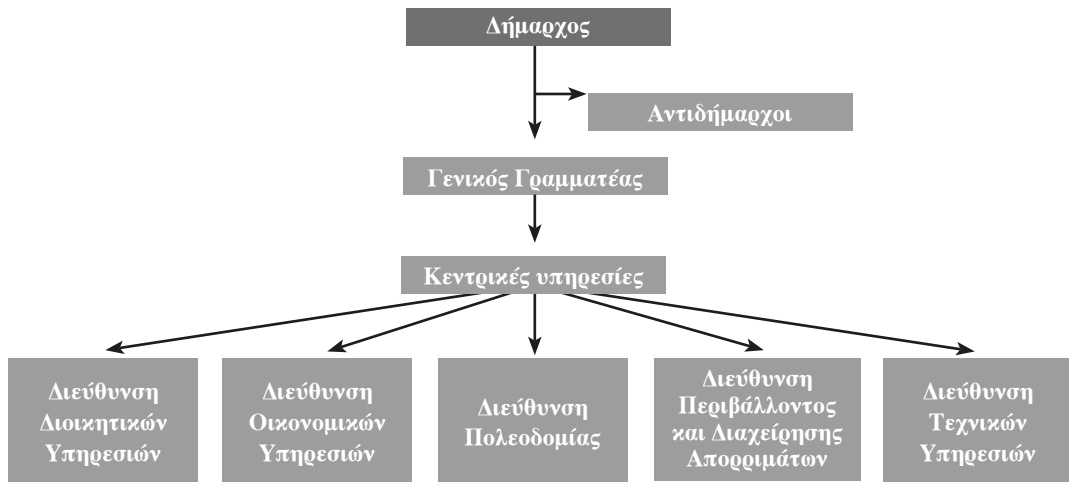 Δήμαρχος
Αντιδήμαρχοι
Γενικός Γραμματέας
Κεντρικές υπηρεσίες
Διεύθυνση
Διοικητικών
Υπηρεσιών
Διεύθυνση
Οικονομικών
Υπηρεσιών
Διεύθυνση
Πολεοδομίας
Διεύθυνση
Περιβάλλοντος
και Διαχείρησης
Απορριμάτων
Διεύθυνση
Τεχνικών
Υπηρεσιών